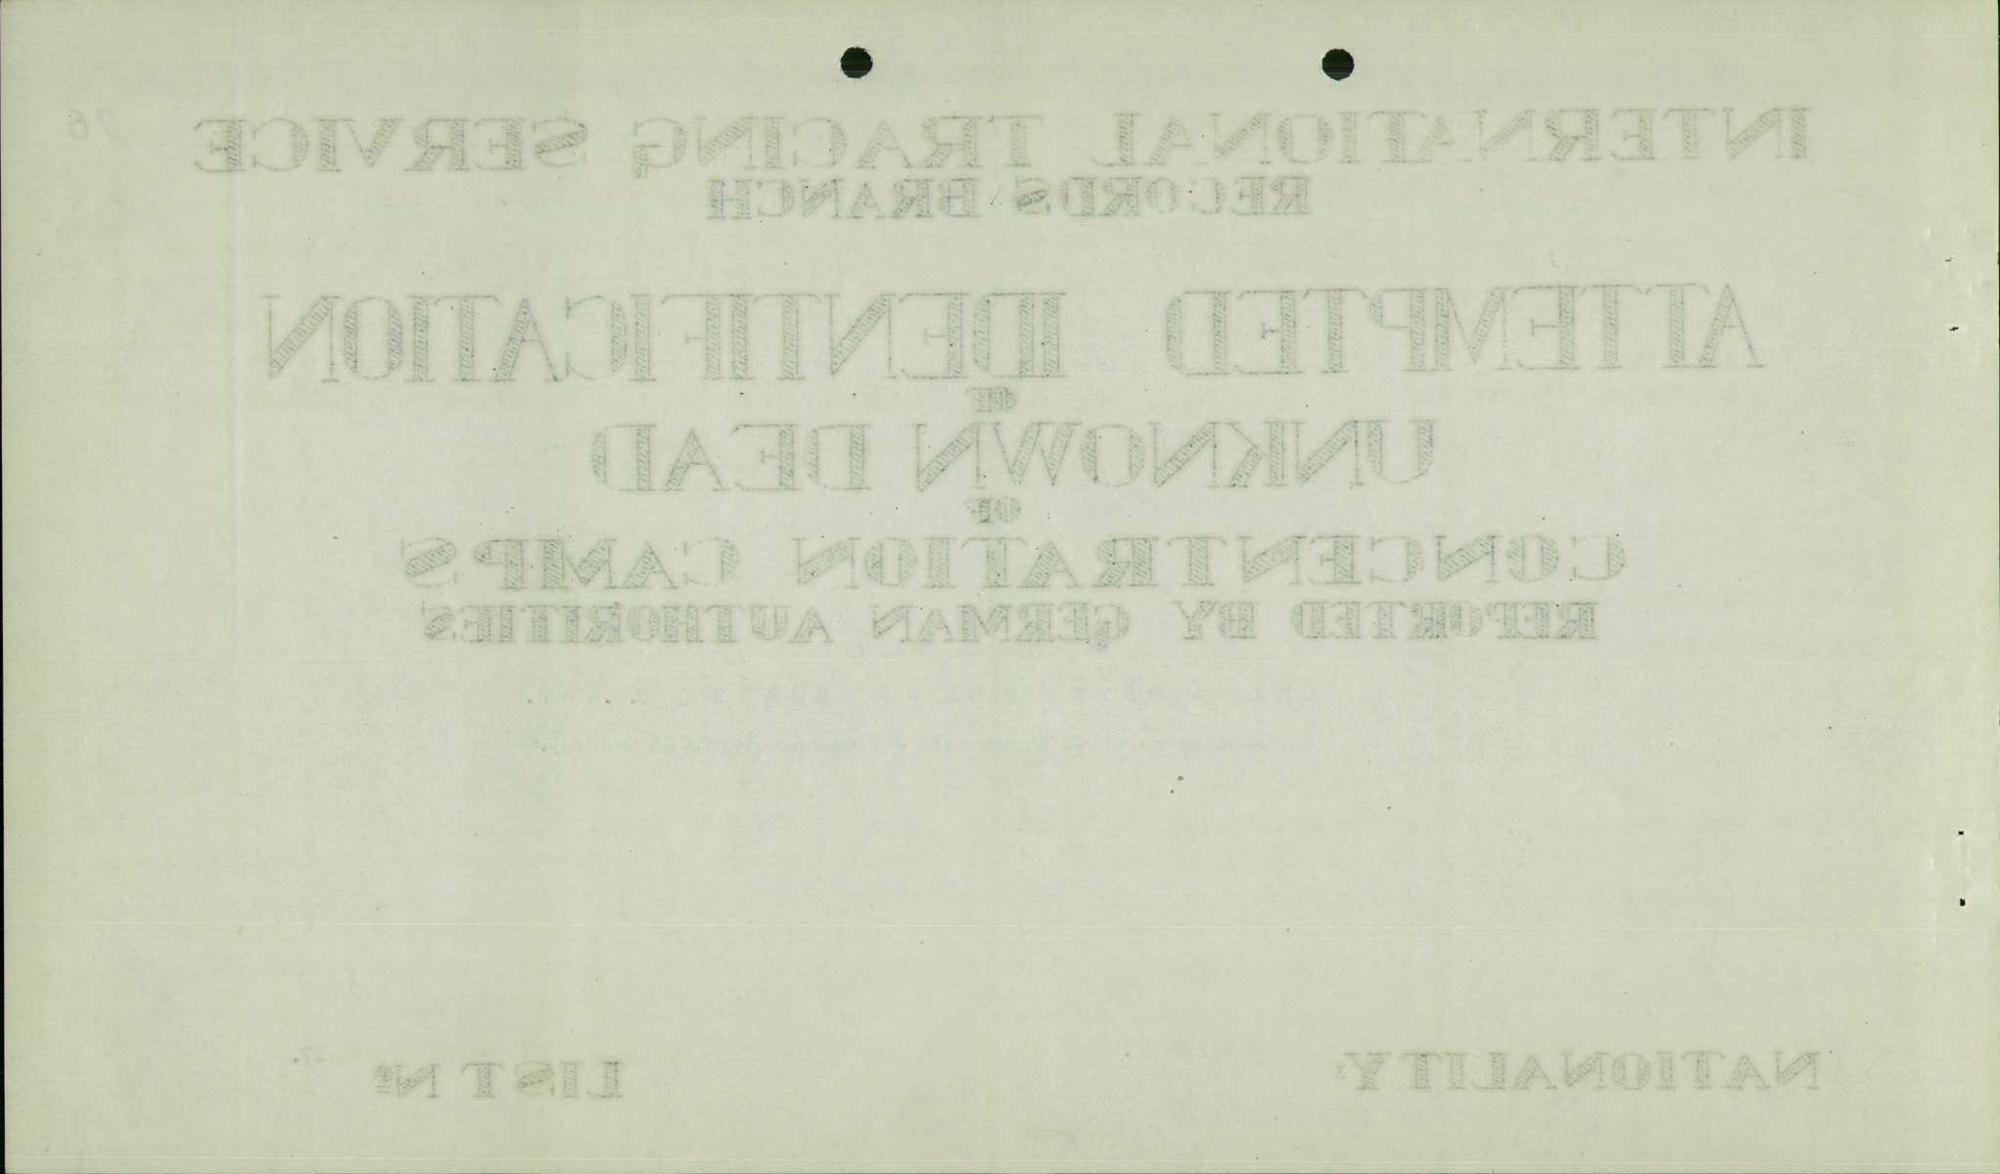 76
INTERNATIONAL TRACING SERVICE
RECORDS BRANCH
ATTEMPTED IDENTIFICATION
OF
UNKNOWN DEAD
OF
CONCENTRATION CAMPS
REPORTED BY GERMAN AUTHORITIES
NATIONALITY:
LIST Nº